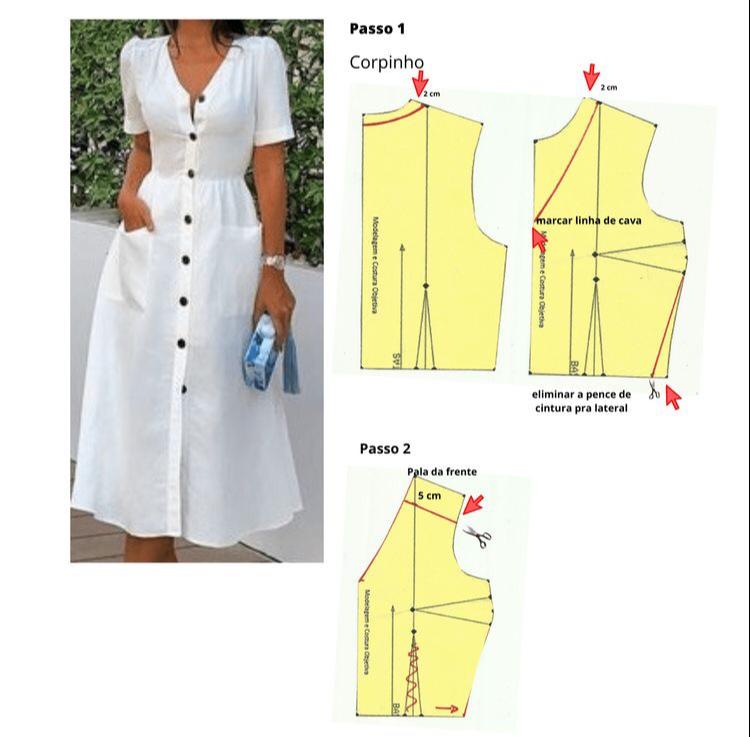 Passo 1
Corpinho
2 cm
2 cm
marcar linha de cava
Modelagem e Costura Objetiva
Modelagem e Costura Objetiva
eliminar a pence de
cintura pra lateral
Passo 2
Pala da frente
5 cm
Modelagem e Costura Objetiva
BA